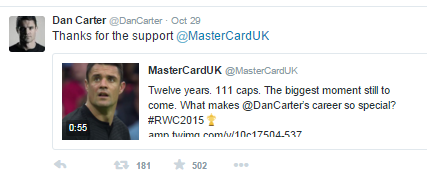 Dan Carter @DanCarter · Oct 29
Thanks for the support @MasterCardUK
MasterCardUK @MasterCardUK
Twelve years. 111 caps. The biggest moment still to
come. What makes @DanCarter's career so special?
#RWC2015
amp.twimg.com/v/10c17504-537
0:55
181 502